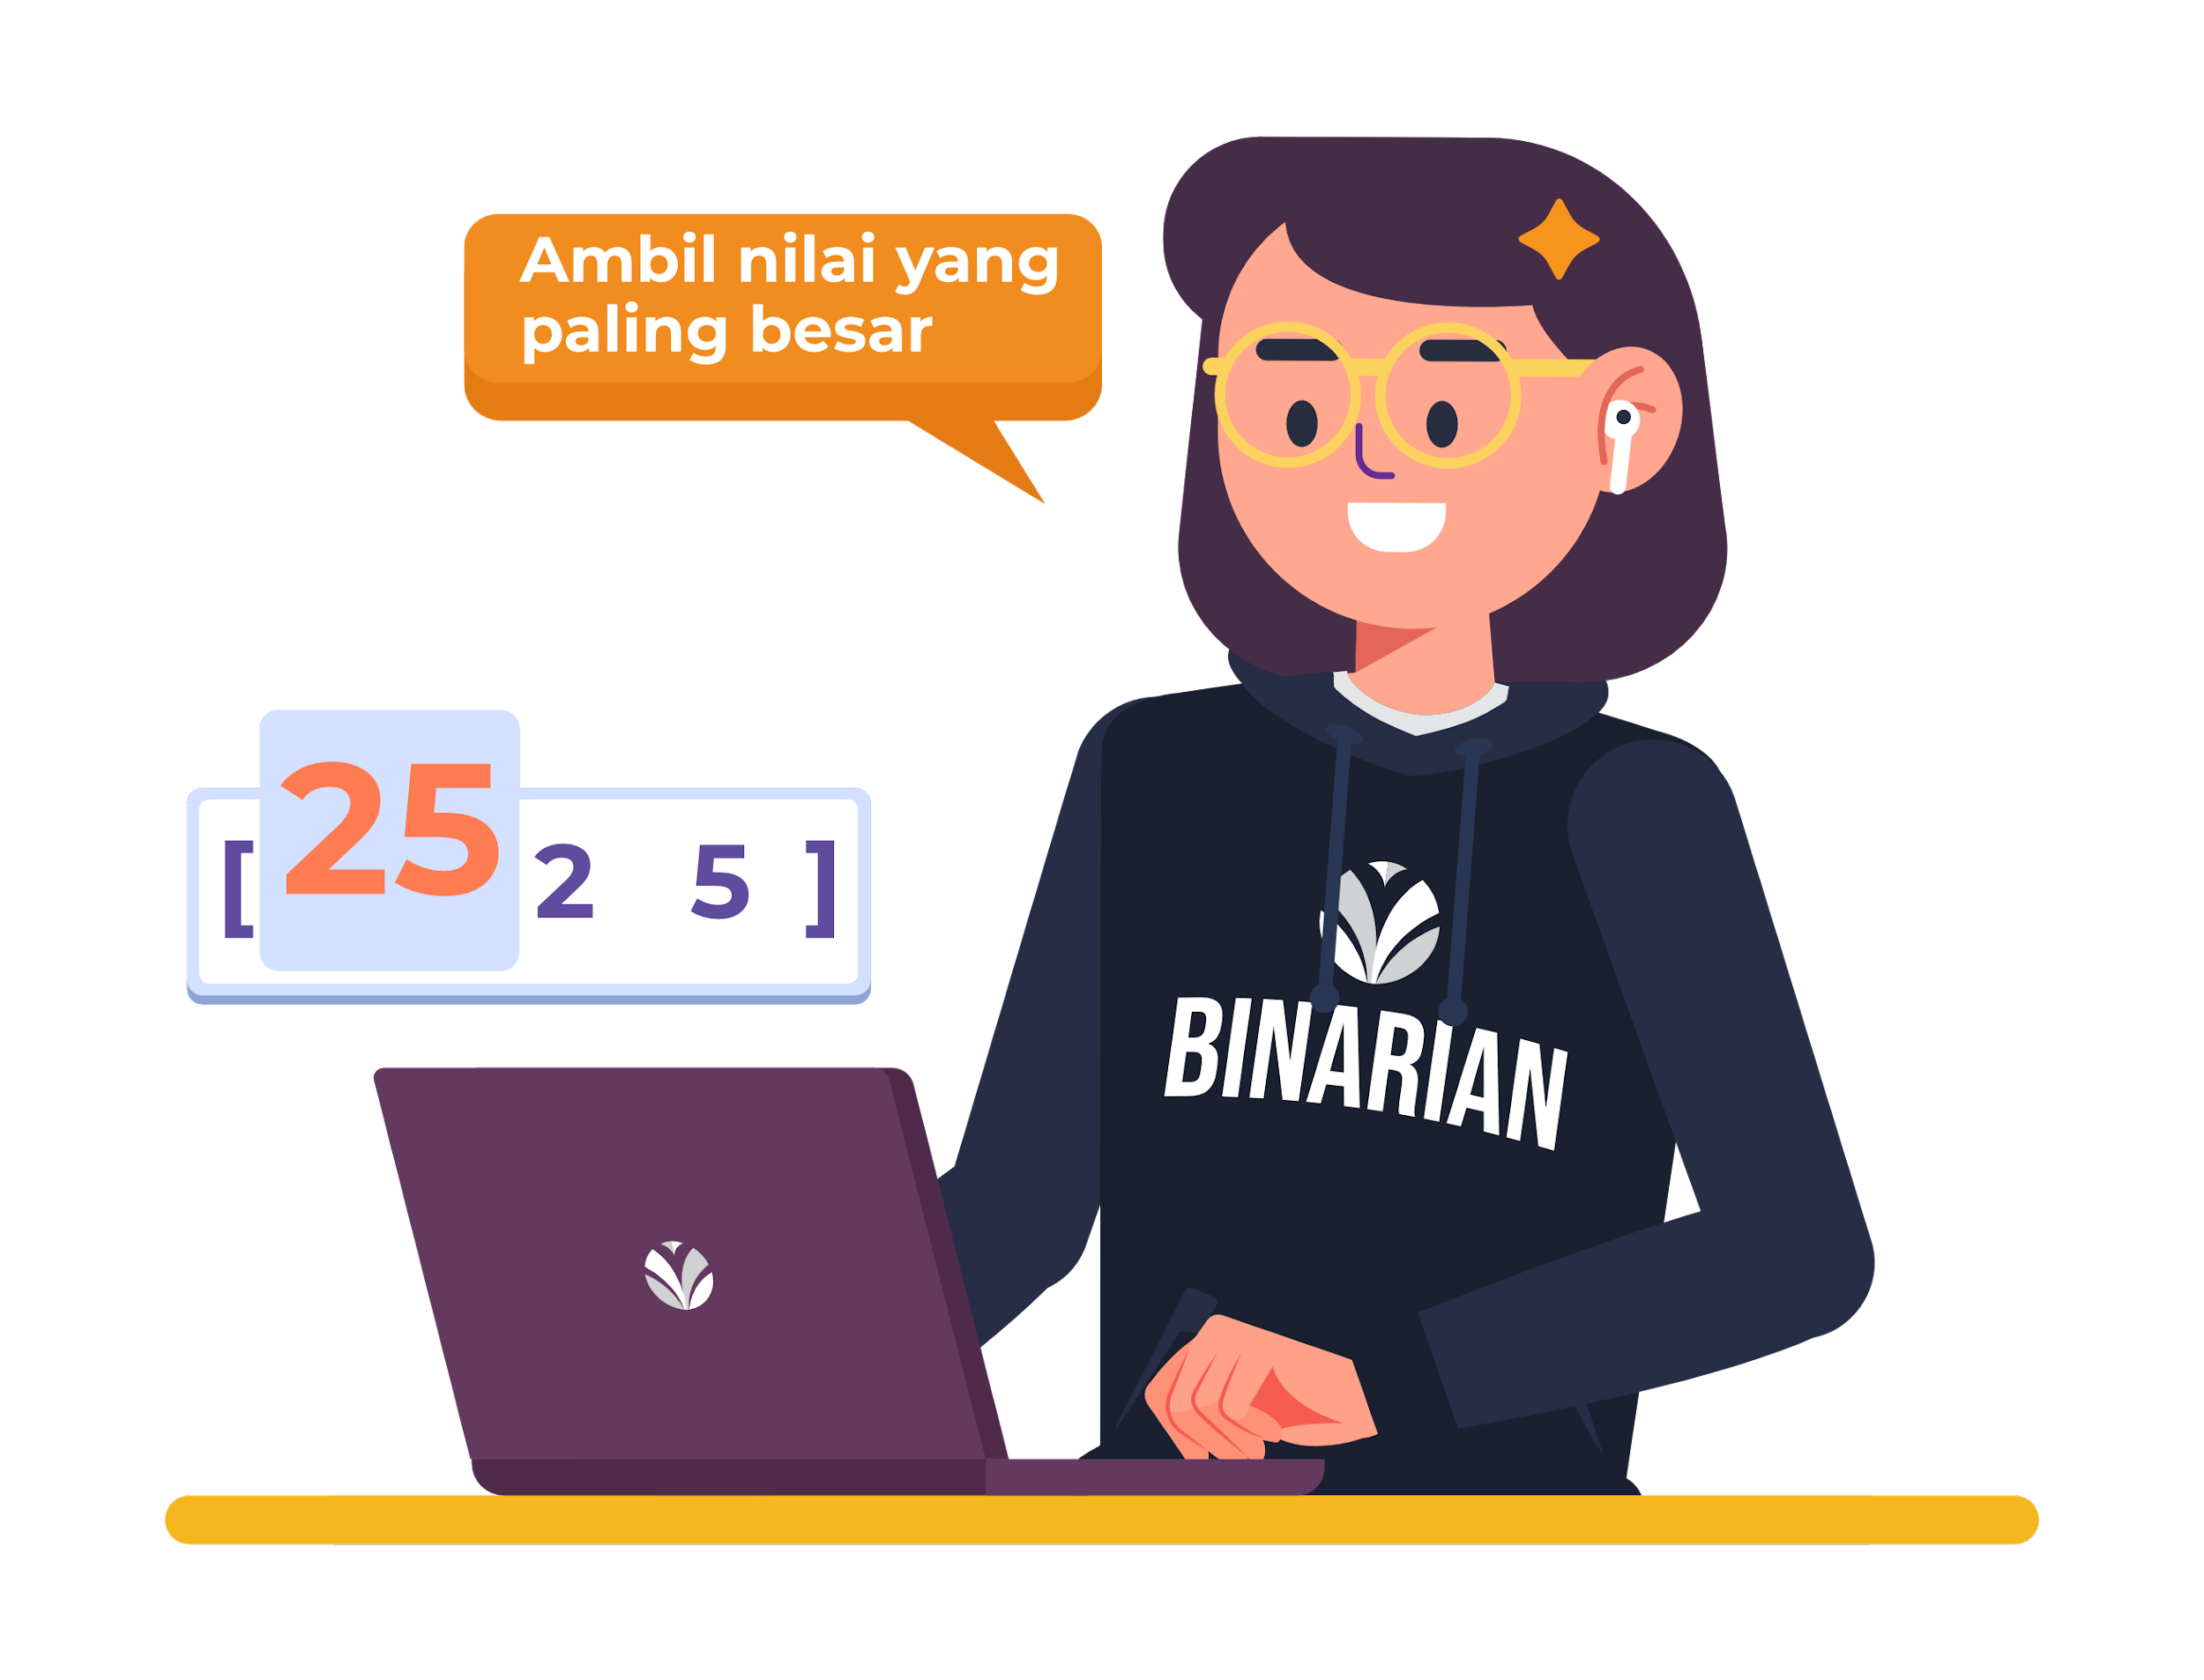 Ambil nilai yang
paling besar
[ 25 2 5 ]
BINARIAN